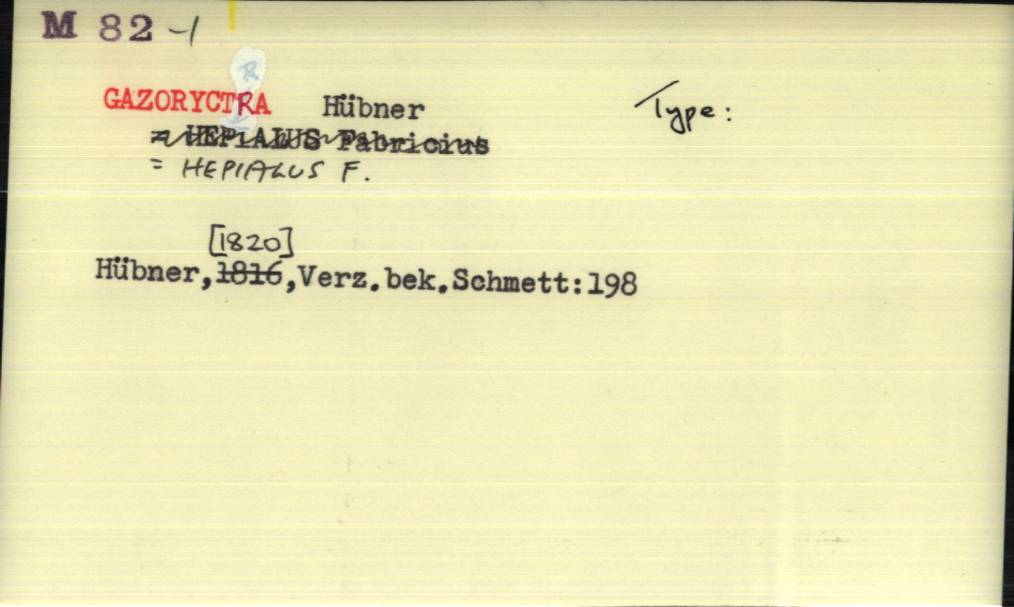 M 82 -1
R
GAZORYCTRA Hübner Type:
= HEPIALUS Fabricius
= HEPIALUS F.
[1820]
Hübner,1816,Verz.bek.Schmett:198